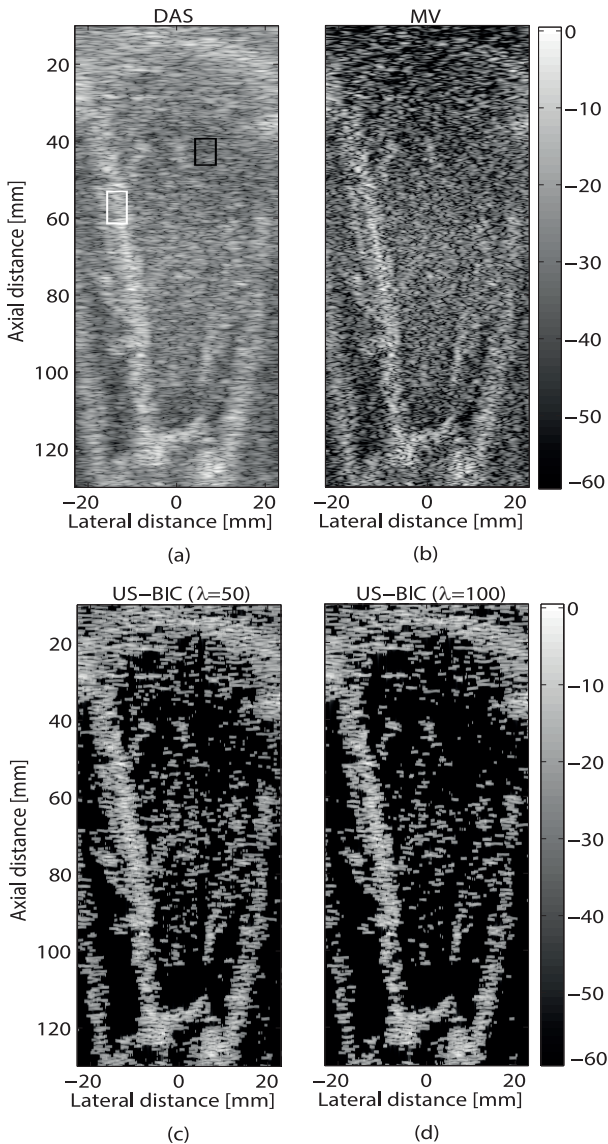 DAS
MV
20
40
60
80
100
120
Axial distance [mm]
−20 0 20
Lateral distance [mm]
(a)
−20 0 20
Lateral distance [mm]
(b)
0
−10
−20
−30
−40
−50
−60
US−BIC (λ=50)
US−BIC (λ=100)
20
40
60
80
100
120
Axial distance [mm]
−20 0 20
Lateral distance [mm]
(c)
−20 0 20
Lateral distance [mm]
(d)
0
−10
−20
−30
−40
−50
−60